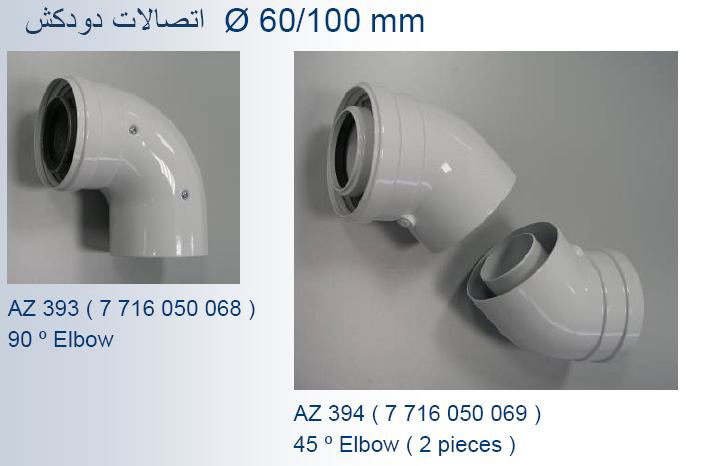 اتصالات دودکش Ø 60/100 mm
AZ 393 ( 7 716 050 068 )
90 º Elbow
AZ 394 ( 7 716 050 069 )
45 º Elbow ( 2 pieces )